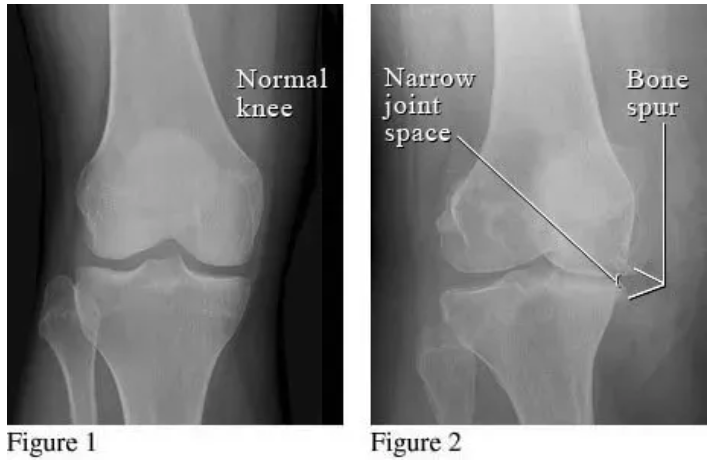 Normal
knee
Narrow
joint
space
Bone
spur
Figure 1
Figure 2